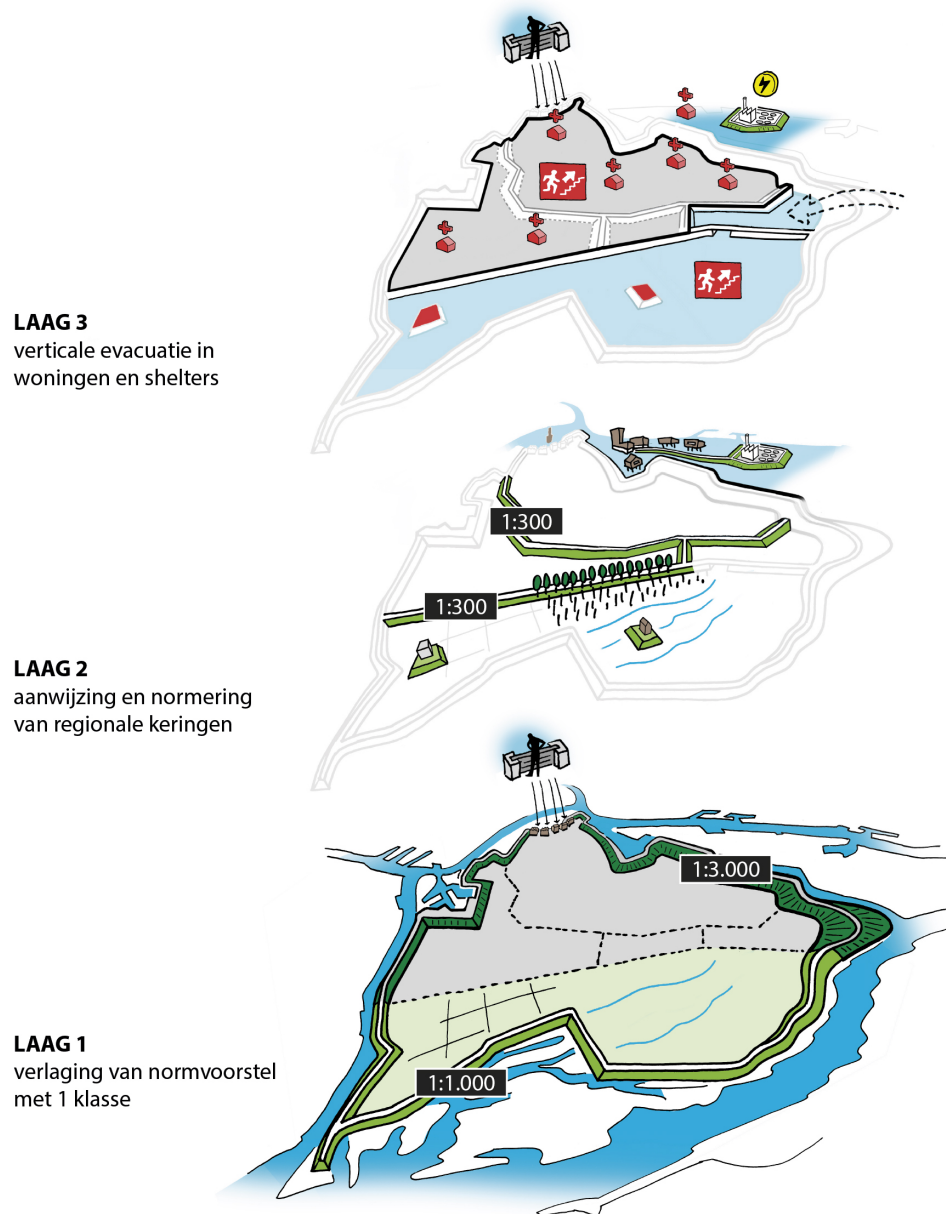 LAAG 3
verticale evacuatie in
woningen en shelters
1:300
1:300
LAAG 2
aanwijzing en normering
van regionale keringen
1:3.000
LAAG 1
verlaging van normvoorstel
met 1 klasse
1:1.000